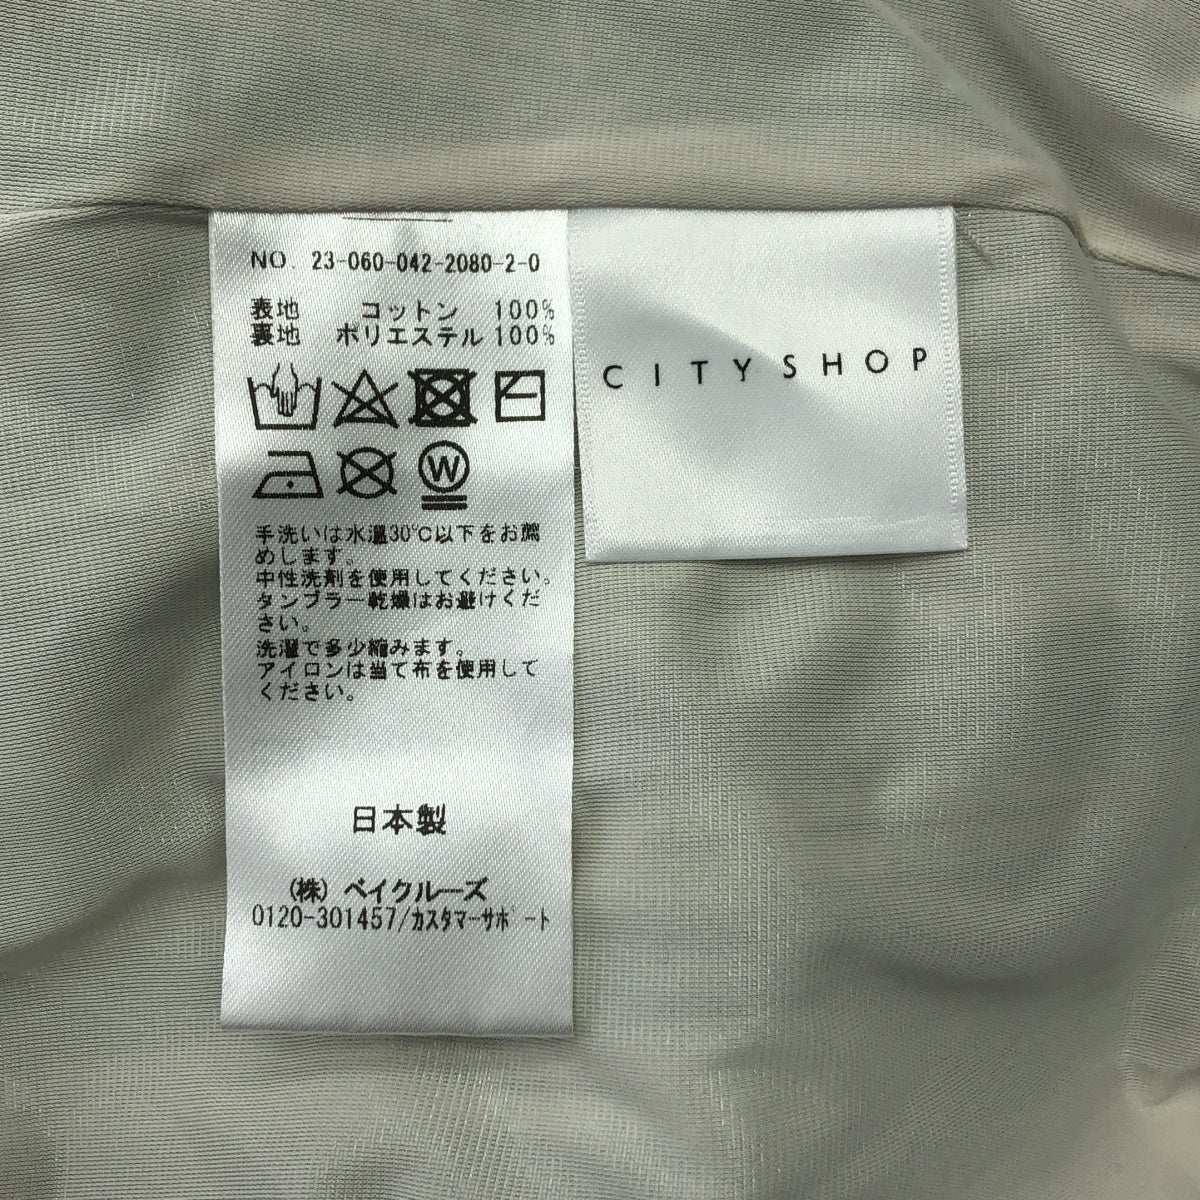 NO. 23-060-042-2080-2-0
表地 コットン 100%
裏地 ポリエステル 100%
W
手洗いは水温30℃以下をお薦
めします。
中性洗剤を使用してください。
タンブラー乾燥はお避けくだ
さい。
洗濯で多少縮みます。
アイロンは当て布を使用して
ください。
日本製
(株)ベイクルーズ
0120-301457/カスタマーサポート
CITYSHOP